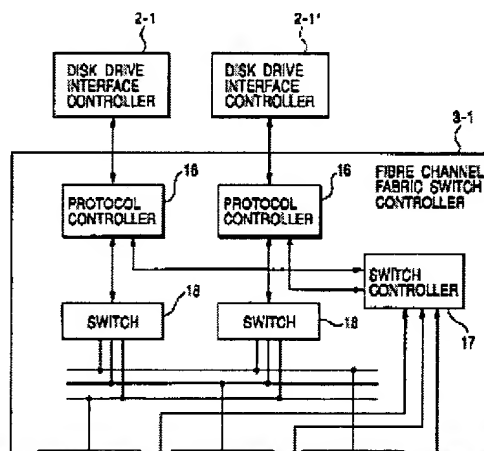 2-1
2-1'
DISK DRIVE
INTERFACE
CONTROLLER
DISK DRIVE
INTERFACE
CONTROLLER
3-1
FIBRE CHANNEL
FABRIC SWITCH
CONTROLLER
16
PROTOCOL
CONTROLLER
16
PROTOCOL
CONTROLLER
SWITCH
CONTROLLER
17
18
SWITCH
18
SWITCH